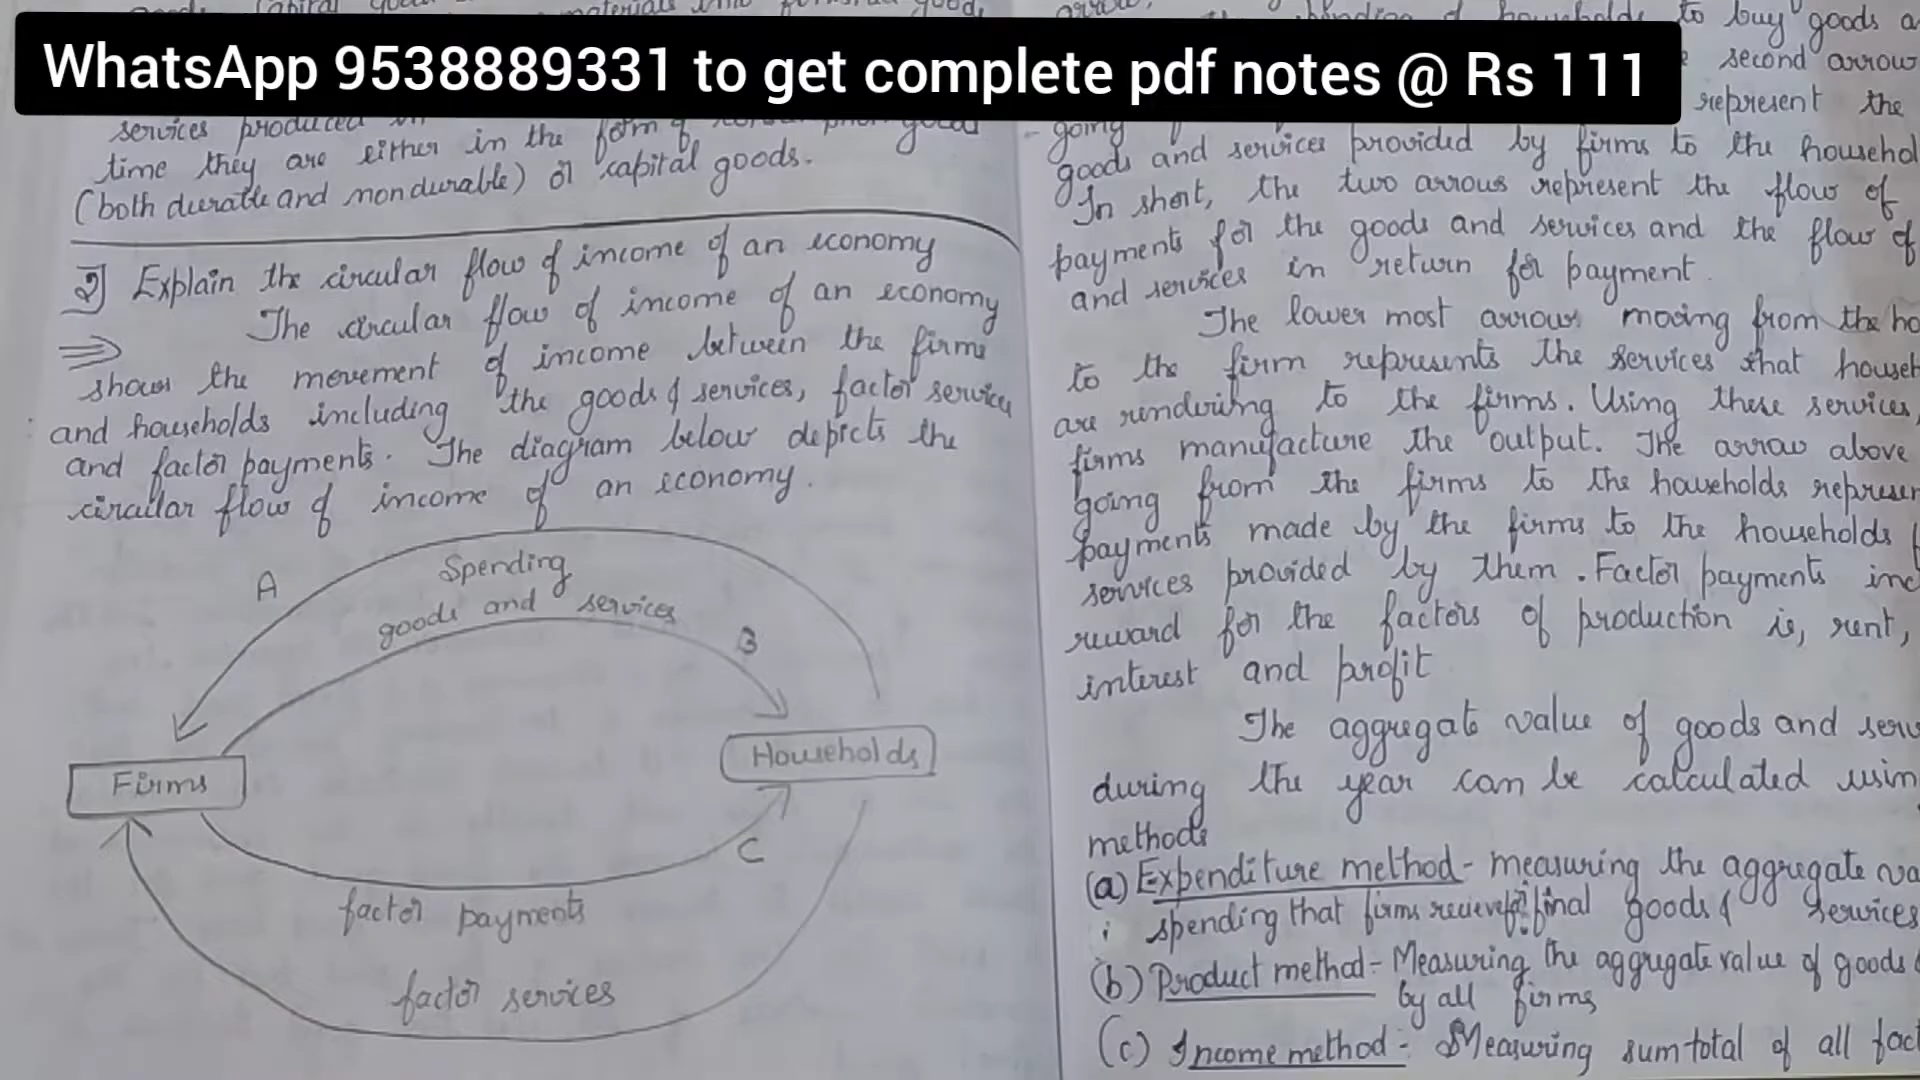 WhatsApp 9538889331 to get complete pdf notes @ Rs 111
services produced in
time they are either in the form of
(both durable and nondurable) or capital goods.
2] Explain the circular flow of income of an economy
The circular flow of income of an economy
shows the movement of income between the firms
and households including the goods & services, factor services
and factor payments. The diagram below depicts the
circular flow of income of an economy.
A
Spending
goods and services
B
Firms
Households
C
factor payments
factor services
households to buy goods a
second arrow
represent the
going
goods and services provided by firms to the househol
In short, the two arrous represent the flow of
payments for the goods and services and the flow of
and services in return for payment.
The lower most arrow moving from the ho
to the firm represents the services that househ
are rendering to the firms. Using these services,
firms manufacture the output. The arrow above
going from the firms to the households represen
payments made by the firms to the households
services provided by them. Factor payments inc
reward for the factors of production is, rent,
interest and profit
The aggregate value of goods and serv
during the year can be calculated usin
methods
(a) Expenditure method - measuring the aggregate va
spending that firms recieve for final goods & services
(b) Product method - Measuring the aggregate value of goods
by all firms
(c) Income method - Measuring sum total of all fact